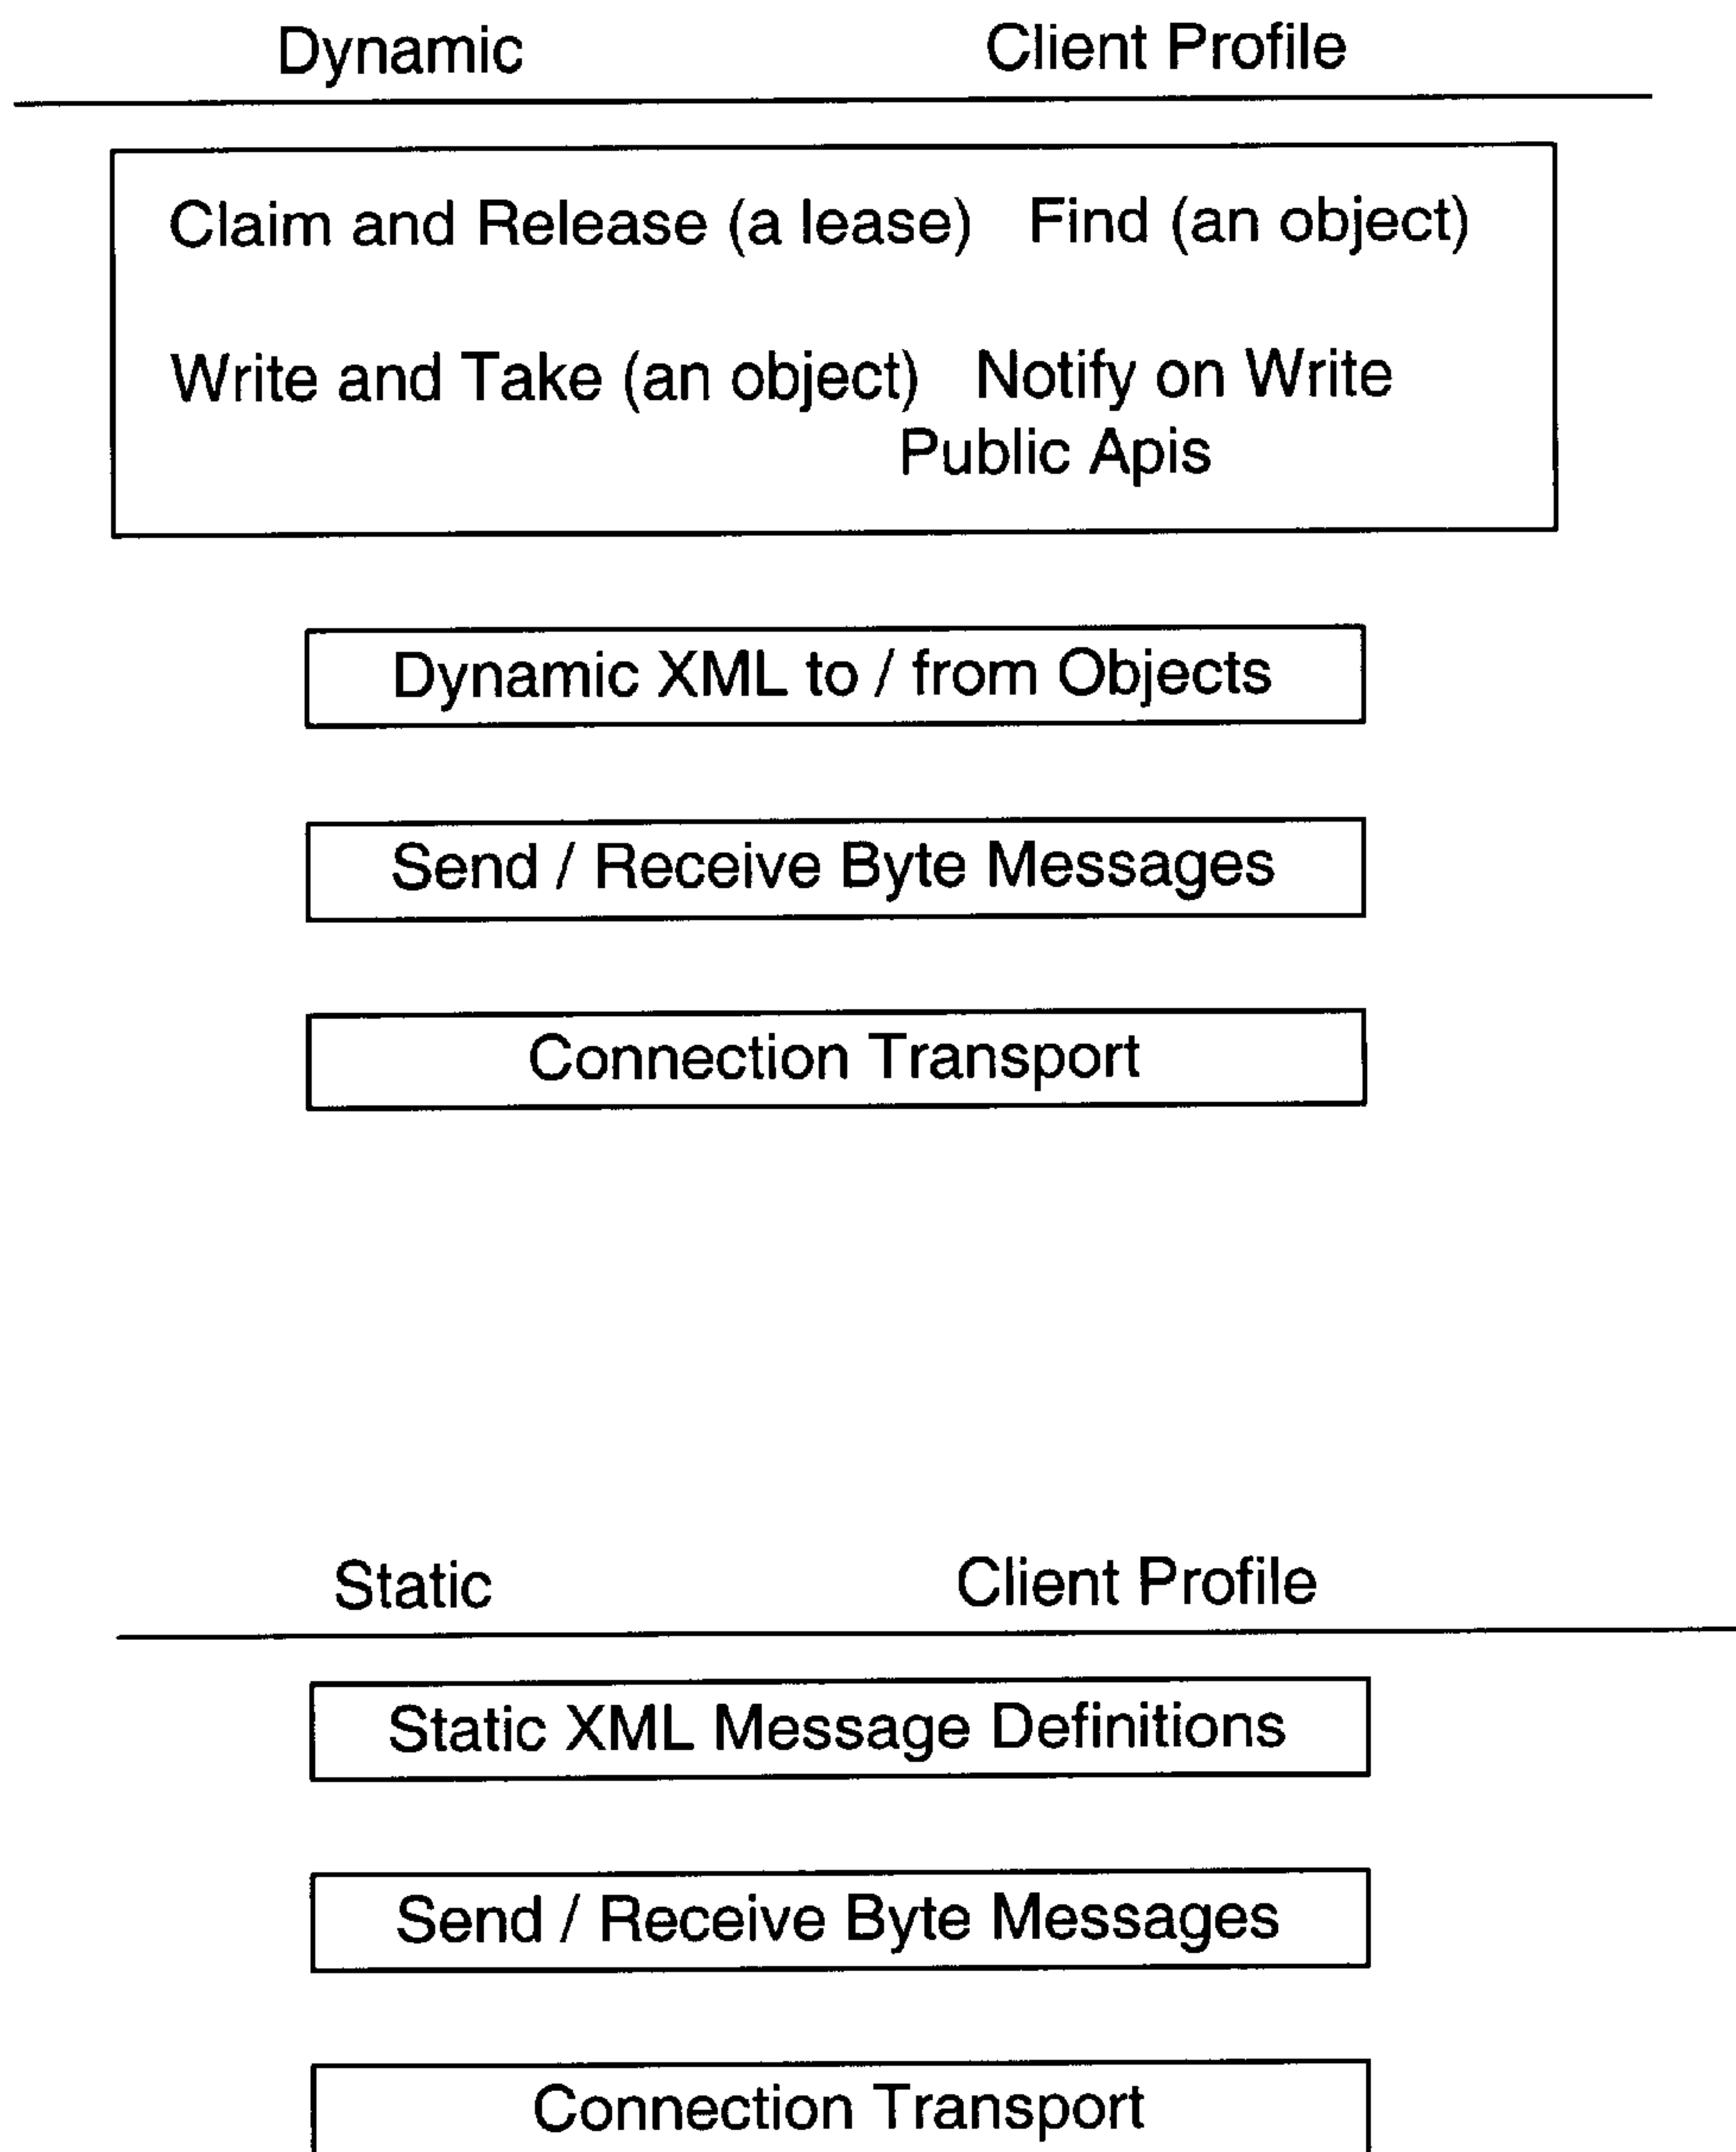 Dynamic Client Profile
Claim and Release (a lease) Find (an object)
Write and Take (an object) Notify on Write
Public Apis
Dynamic XML to / from Objects
Send / Receive Byte Messages
Connection Transport
Static Client Profile
Static XML Message Definitions
Send / Receive Byte Messages
Connection Transport